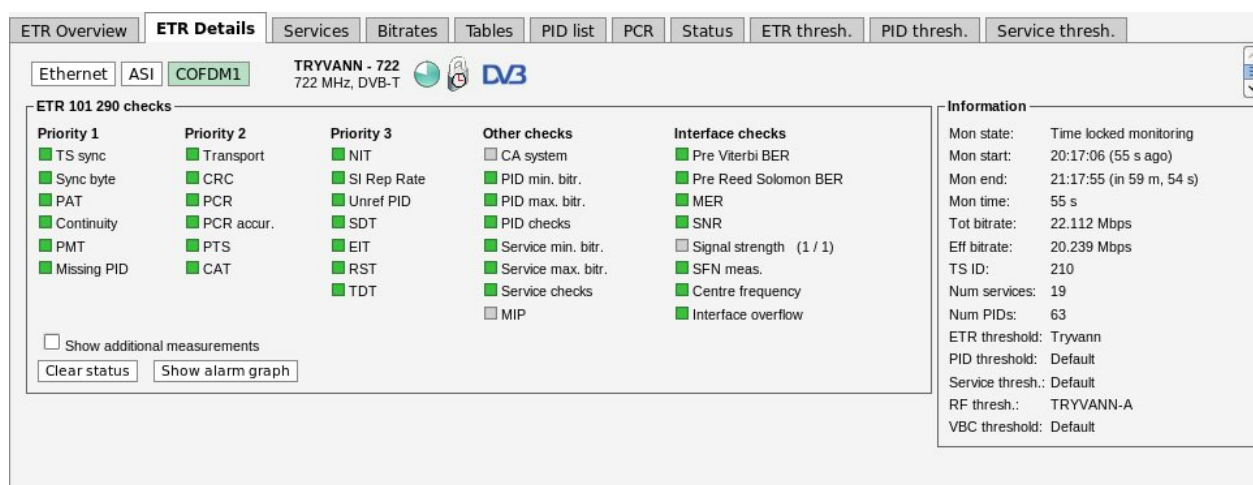 ETR Overview ETR Details Services Bitrates Tables PID list PCR Status ETR thresh. PID thresh. Service thresh.
Ethernet ASI COFDM1
TRYVANN - 722
722 MHz, DVB-T
DVB
ETR 101 290 checks
Priority 1
TS sync
Sync byte
PAT
Continuity
PMT
Missing PID
Priority 2
Transport
CRC
PCR
PCR accur.
PTS
CAT
Priority 3
NIT
SI Rep Rate
Unref PID
SDT
EIT
RST
TDT
Other checks
CA system
PID min. bitr.
PID max. bitr.
PID checks
Service min. bitr.
Service max. bitr.
Service checks
MIP
Interface checks
Pre Viterbi BER
Pre Reed Solomon BER
MER
SNR
Signal strength (1 / 1)
SFN meas.
Centre frequency
Interface overflow
Show additional measurements
Clear status Show alarm graph
Information
Mon state: Time locked monitoring
Mon start: 20:17:06 (55 s ago)
Mon end: 21:17:55 (in 59 m, 54 s)
Mon time: 55 s
Tot bitrate: 22.112 Mbps
Eff bitrate: 20.239 Mbps
TS ID: 210
Num services: 19
Num PIDs: 63
ETR threshold: Tryvann
PID threshold: Default
Service thresh.: Default
RF thresh.: TRYVANN-A
VBC threshold: Default